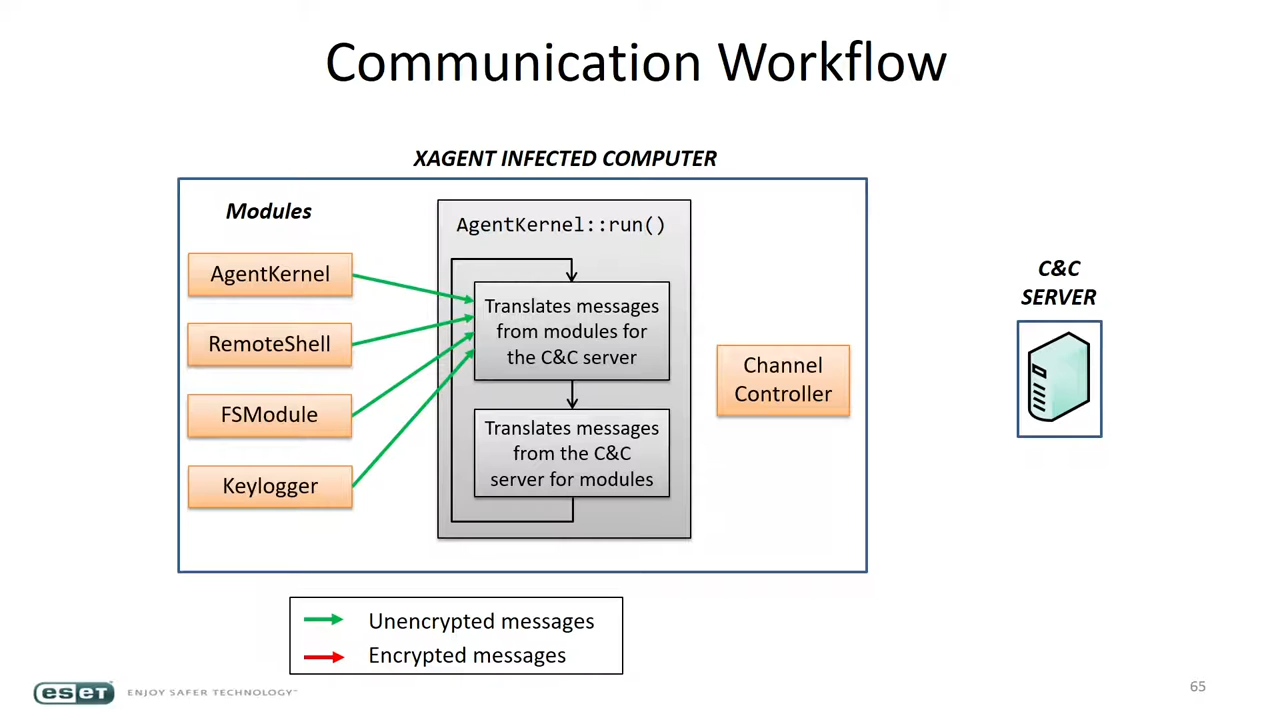 Communication Workflow
XAGENT INFECTED COMPUTER
Modules
AgentKernel
RemoteShell
FSModule
Keylogger
AgentKernel::run()
Translates messages
from modules for
the C&C server
Translates messages
from the C&C
server for modules
Channel
Controller
C&C
SERVER
Unencrypted messages
Encrypted messages
eseT ENJOY SAFER TECHNOLOGY™
65